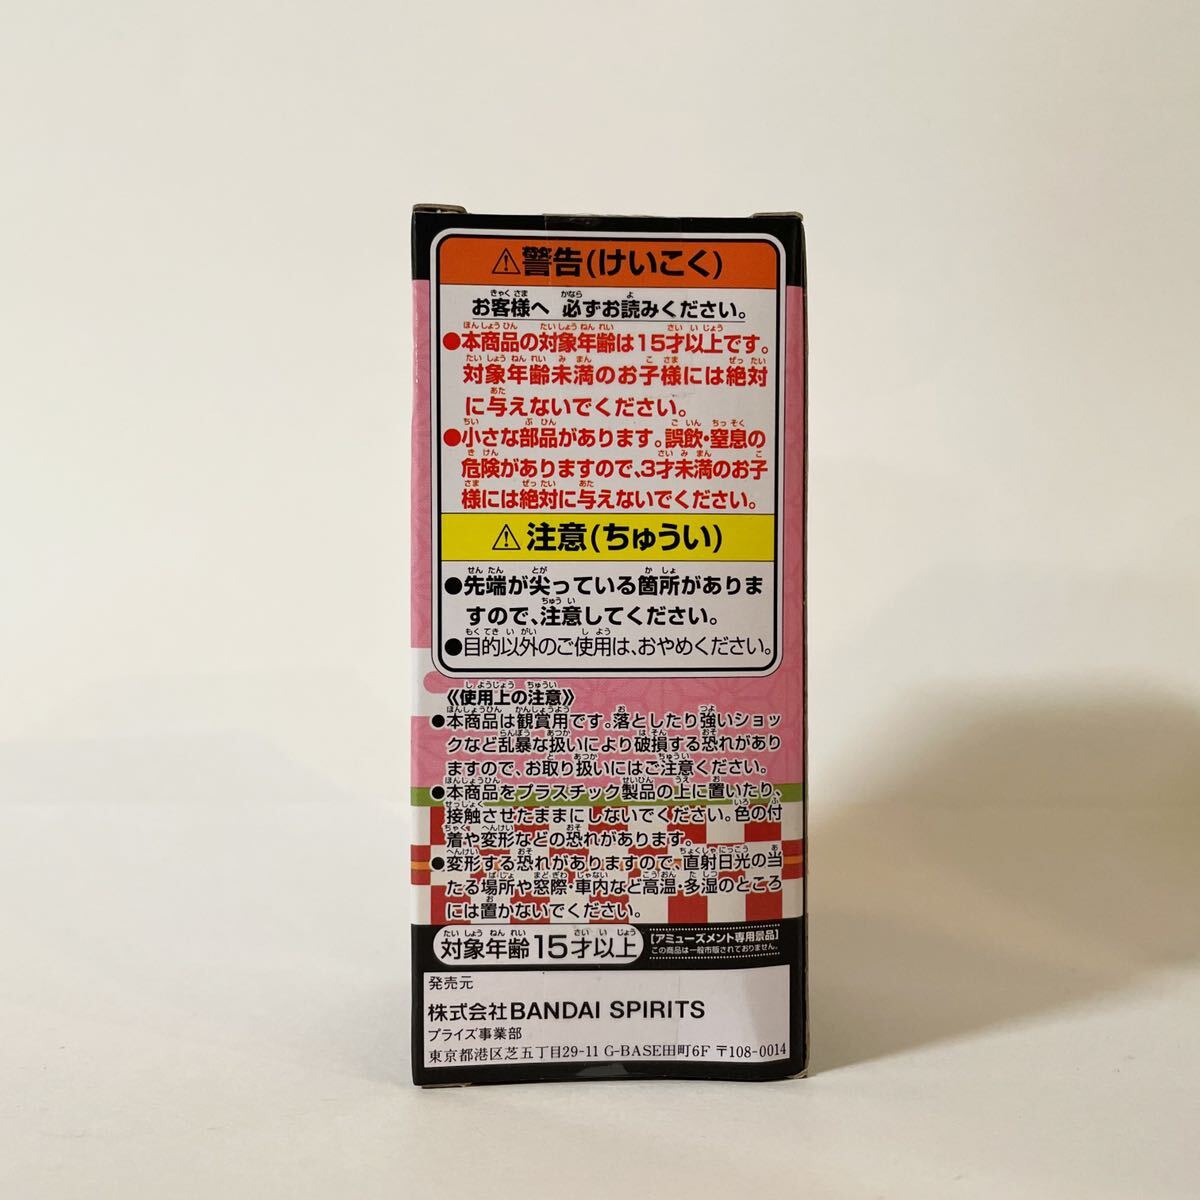 ⚠警告(けいこく)
お客様へ 必ずお読みください。
●本商品の対象年齢は15才以上です。
対象年齢未満のお子様には絶対
に与えないでください。
●小さな部品があります。誤飲・窒息の
危険がありますので、3才未満のお子
様には絶対に与えないでください。
⚠注意(ちゅうい)
●先端が尖っている箇所がありま
すので、注意してください。
●目的以外のご使用は、おやめください。
《使用上の注意》
●本商品は観賞用です。落としたり強いショッ
クなど乱暴な扱いにより破損する恐れがあり
ますので、お取り扱いにはご注意ください。
●本商品をプラスチック製品の上に置いたり、
接触させたままにしないでください。色の付
着や変形などの恐れがあります。
●変形する恐れがありますので、直射日光の当
たる場所や窓際・車内など高温・多湿のところ
には置かないでください。
対象年齢15才以上
【アミューズメント専用景品】
この商品は一般市販されておりません。
発売元
株式会社BANDAI SPIRITS
プライズ事業部
東京都港区芝五丁目29-11 G-BASE田町6F 〒108-0014